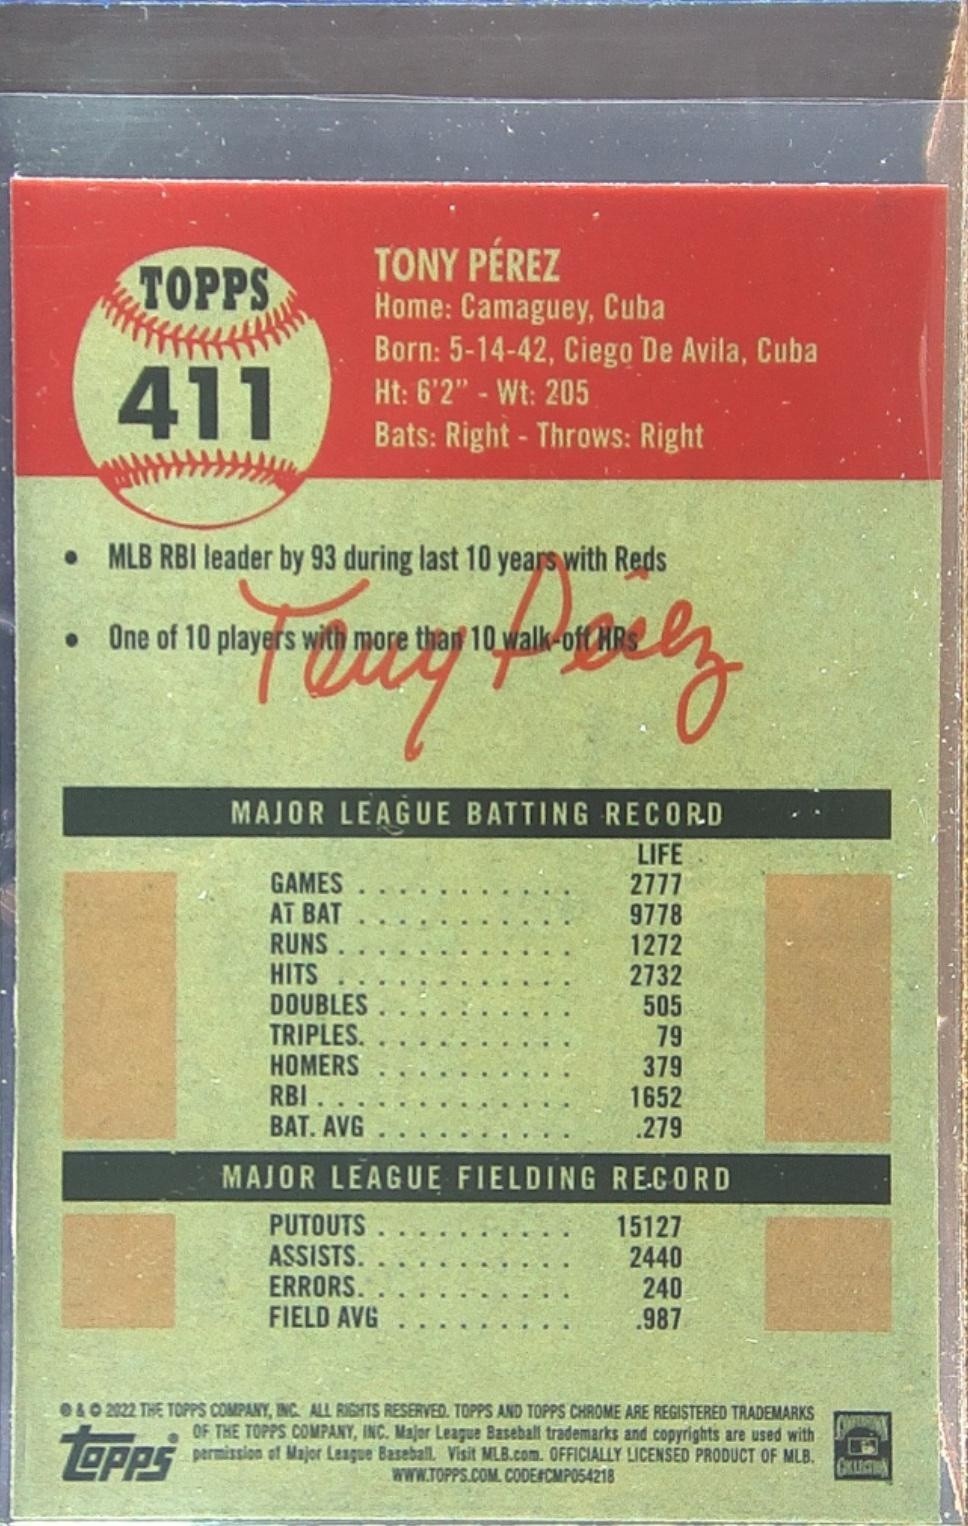 TOPPS
411
TONY PÉREZ
Home: Camaguey, Cuba
Born: 5-14-42, Ciego De Avila, Cuba
Ht: 6'2" - Wt: 205
Bats: Right - Throws: Right
• MLB RBI leader by 93 during last 10 years with Reds
• One of 10 players with more than 10 walk-off HRs
Tony Pérez
MAJOR LEAGUE BATTING RECORD
LIFE
GAMES . . . . . . . . . . . 2777
AT BAT . . . . . . . . . . . 9778
RUNS . . . . . . . . . . . . 1272
HITS . . . . . . . . . . . . 2732
DOUBLES . . . . . . . . . . 505
TRIPLES. . . . . . . . . . . 79
HOMERS . . . . . . . . . . 379
RBI . . . . . . . . . . . . . 1652
BAT. AVG . . . . . . . . . . .279
MAJOR LEAGUE FIELDING RECORD
PUTOUTS . . . . . . . . . . 15127
ASSISTS. . . . . . . . . . . 2440
ERRORS. . . . . . . . . . . 240
FIELD AVG . . . . . . . . . .987
® & © 2022 THE TOPPS COMPANY, INC. ALL RIGHTS RESERVED. TOPPS AND TOPPS CHROME ARE REGISTERED TRADEMARKS
OF THE TOPPS COMPANY, INC. Major League Baseball trademarks and copyrights are used with
permission of Major League Baseball. Visit MLB.com. OFFICIALLY LICENSED PRODUCT OF MLB.
WWW.TOPPS.COM. CODE#CMP054218
Topps®
COOPERSTOWN
COLLECTION